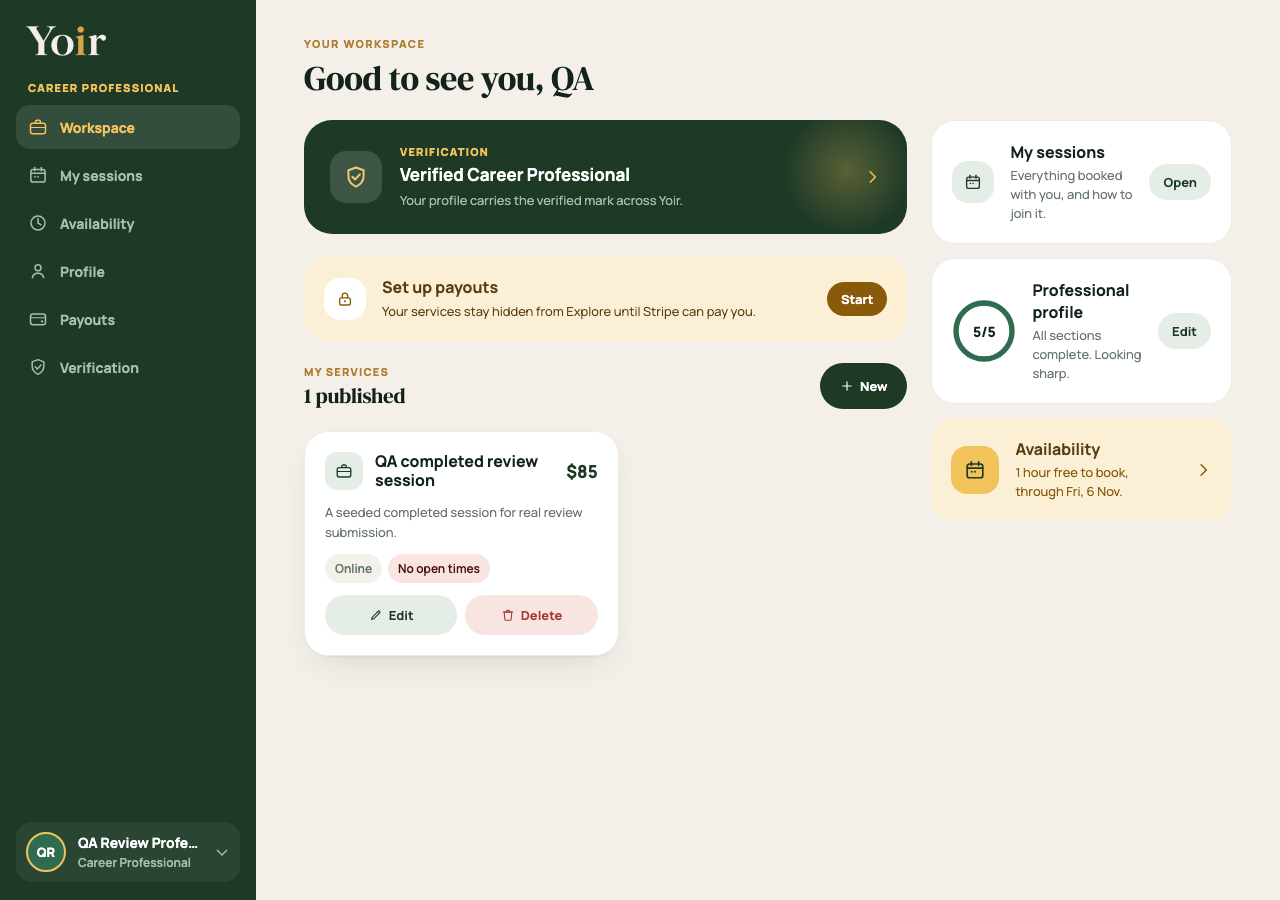 Yoir
CAREER PROFESSIONAL
Workspace
My sessions
Availability
Profile
Payouts
Verification
QR
QA Review Profe...
Career Professional
YOUR WORKSPACE
Good to see you, QA
VERIFICATION
Verified Career Professional
Your profile carries the verified mark across Yoir.
Set up payouts
Your services stay hidden from Explore until Stripe can pay you.
Start
MY SERVICES
1 published
New
QA completed review
session
$85
A seeded completed session for real review
submission.
Online
No open times
Edit
Delete
My sessions
Everything booked
with you, and how to
join it.
Open
5/5
Professional
profile
All sections
complete. Looking
sharp.
Edit
Availability
1 hour free to book,
through Fri, 6 Nov.